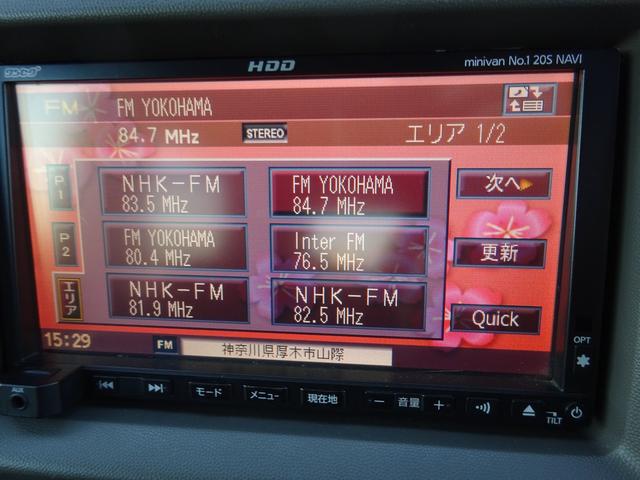 ワンセグ HDD minivan No.1 20S NAVI
FM FM YOKOHAMA
84.7 MHz STEREO エリア 1/2
P1 NHK-FM FM YOKOHAMA 次へ
83.5 MHz 84.7 MHz
P2 FM YOKOHAMA Inter FM 更新
80.4 MHz 76.5 MHz
エリア NHK-FM NHK-FM Quick
81.9 MHz 82.5 MHz
15:29 FM 神奈川県厚木市山際
OPT
AUX モード メニュー 現在地 － 音量 ＋ TILT